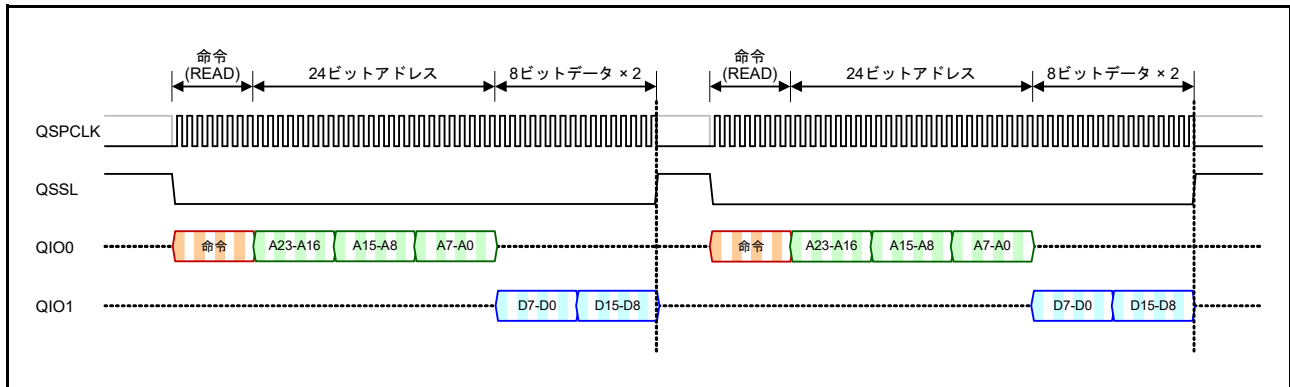 命令
(READ)
24ビットアドレス
8ビットデータ × 2
命令
(READ)
24ビットアドレス
8ビットデータ × 2
QSPCLK
QSSL
QIO0
命令
A23-A16
A15-A8
A7-A0
命令
A23-A16
A15-A8
A7-A0
QIO1
D7-D0
D15-D8
D7-D0
D15-D8